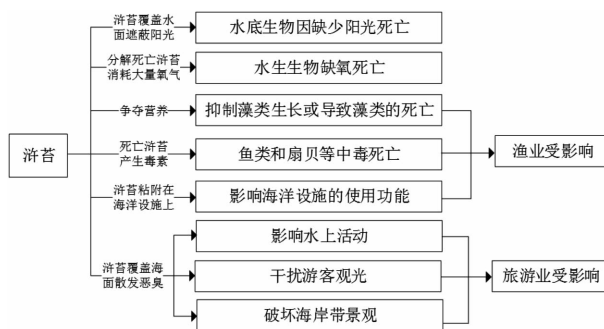 浒苔
浒苔覆盖水
面遮蔽阳光
水底生物因缺少阳光死亡
分解死亡浒苔
消耗大量氧气
水生生物缺氧死亡
争夺营养
抑制藻类生长或导致藻类的死亡
死亡浒苔
产生毒素
鱼类和扇贝等中毒死亡
浒苔粘附在
海洋设施上
影响海洋设施的使用功能
渔业受影响
浒苔覆盖海
面散发恶臭
影响水上活动
干扰游客观光
破坏海岸带景观
旅游业受影响